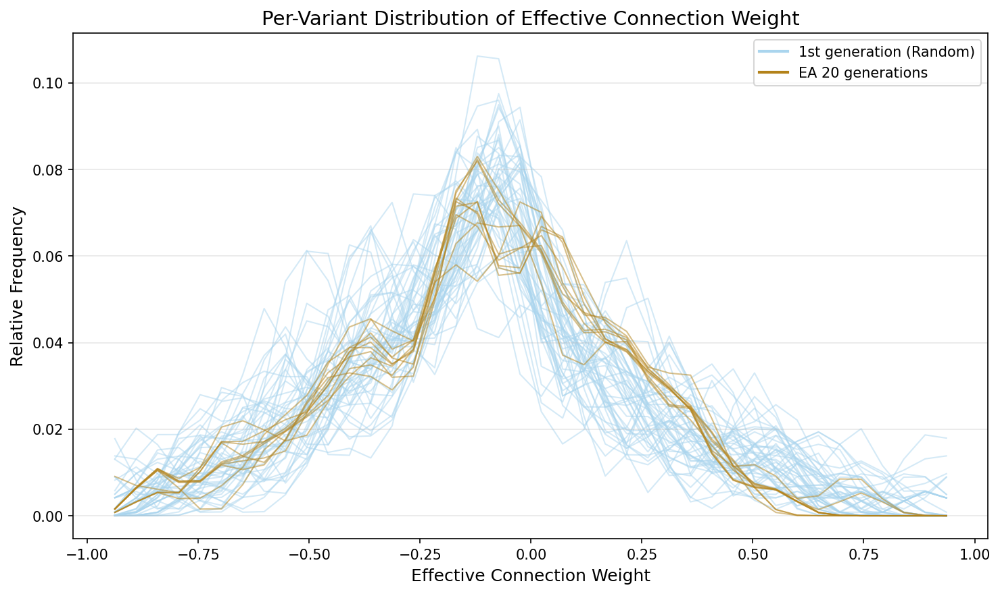 Per-Variant Distribution of Effective Connection Weight
1st generation (Random)
EA 20 generations
Relative Frequency
0.10
0.08
0.06
0.04
0.02
0.00
−1.00 −0.75 −0.50 −0.25 0.00 0.25 0.50 0.75 1.00
Effective Connection Weight